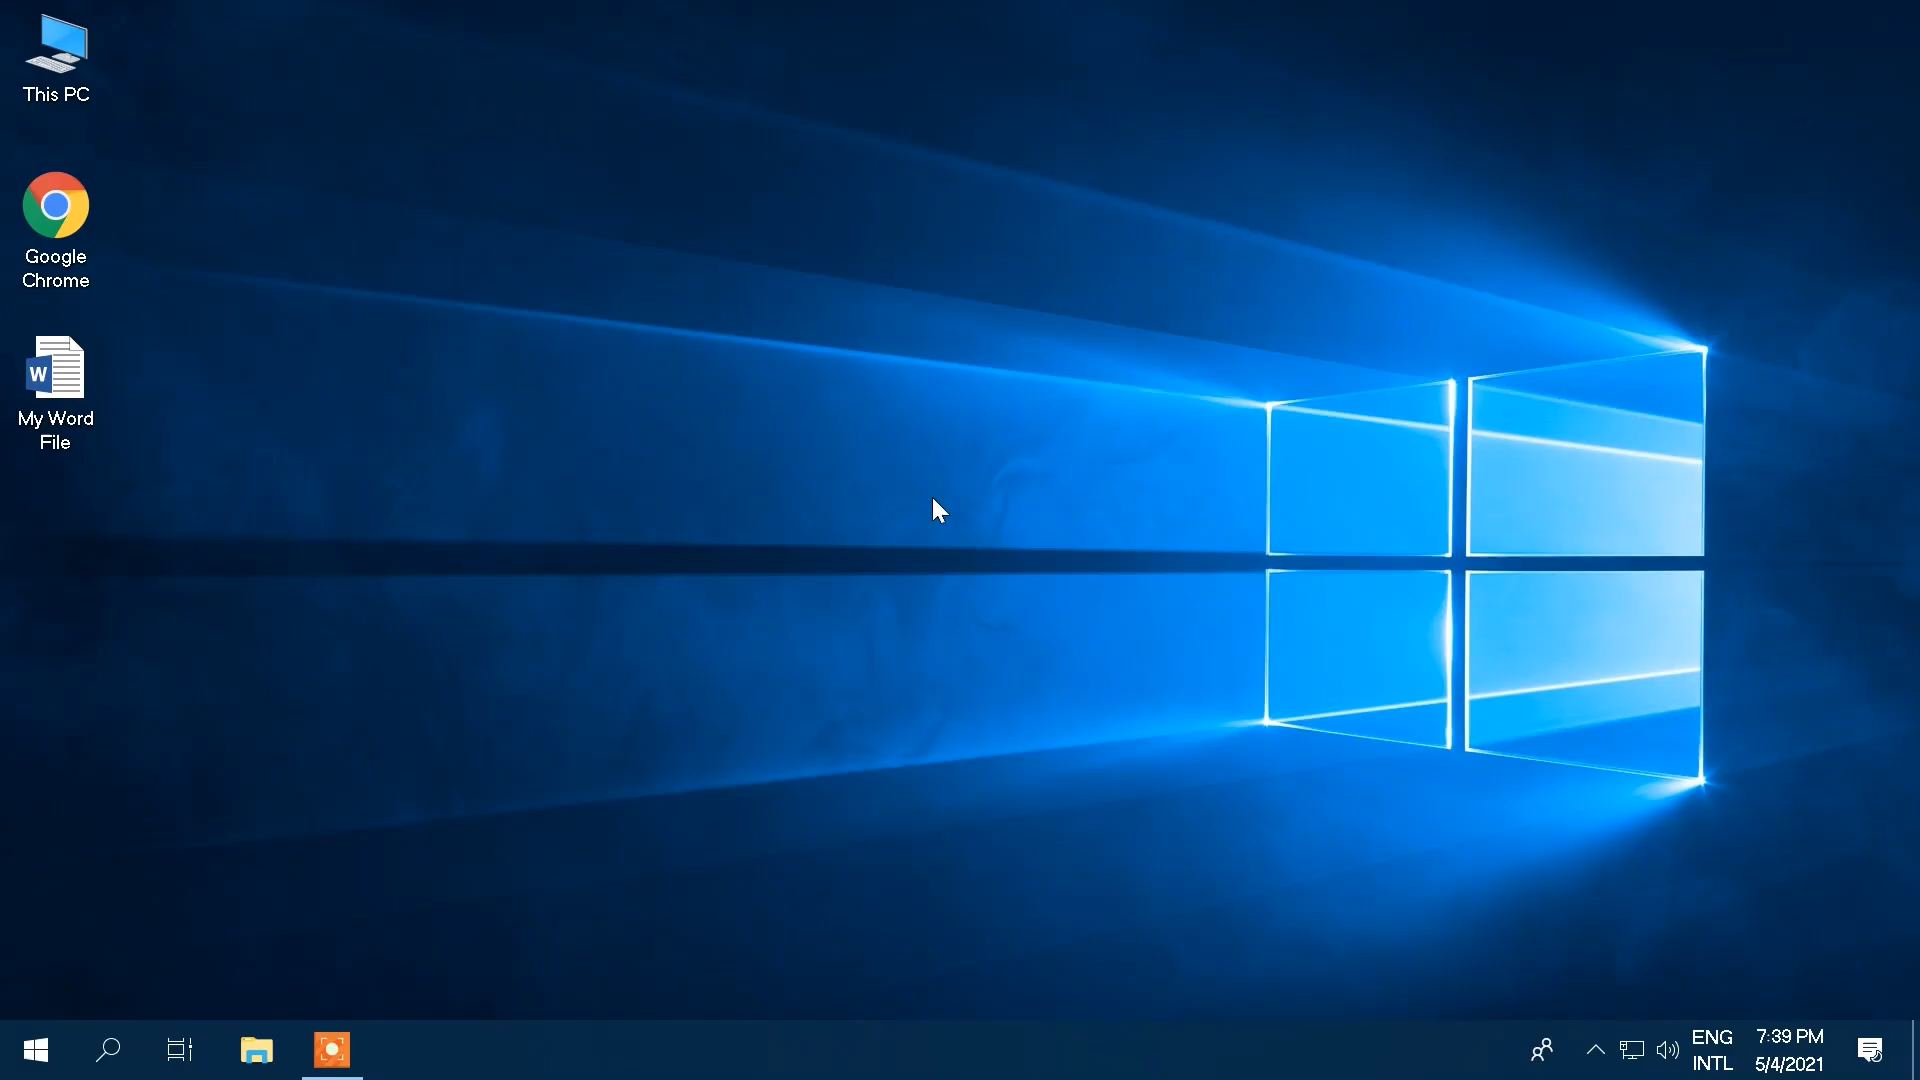 This PC
Google
Chrome
W
My Word
File
ENG
INTL
7:39 PM
5/4/2021